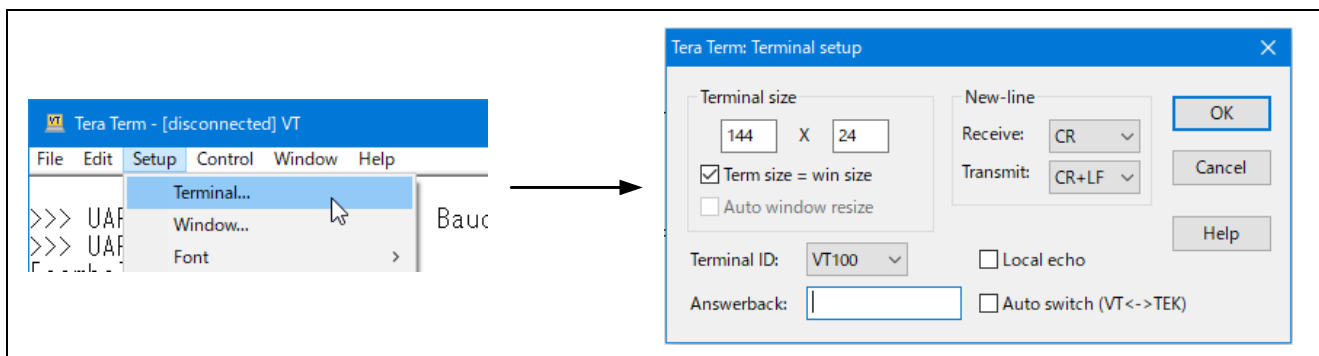 Tera Term - [disconnected] VT
File Edit Setup Control Window Help
Terminal...
>>> UAR
Window...
Baud
>>> UAR
Font >
Tera Term: Terminal setup
Terminal size
144 X 24
Term size = win size
Auto window resize
New-line
Receive: CR
Transmit: CR+LF
OK
Cancel
Help
Terminal ID: VT100
Local echo
Answerback:
Auto switch (VT<->TEK)